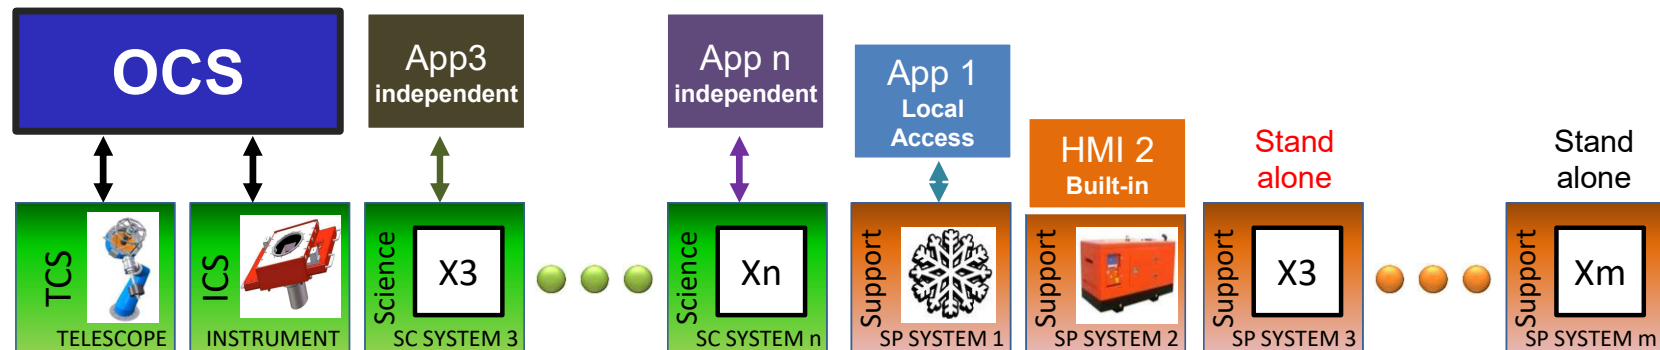 OCS
App3
independent
App n
independent
App 1
Local
Access
HMI 2
Built-in
Stand
alone
Stand
alone
TCS
TELESCOPE
ICS
INSTRUMENT
Science
X3
SC SYSTEM 3
Science
Xn
SC SYSTEM n
Support
SP SYSTEM 1
Support
SP SYSTEM 2
Support
X3
SP SYSTEM 3
Support
Xm
SP SYSTEM m